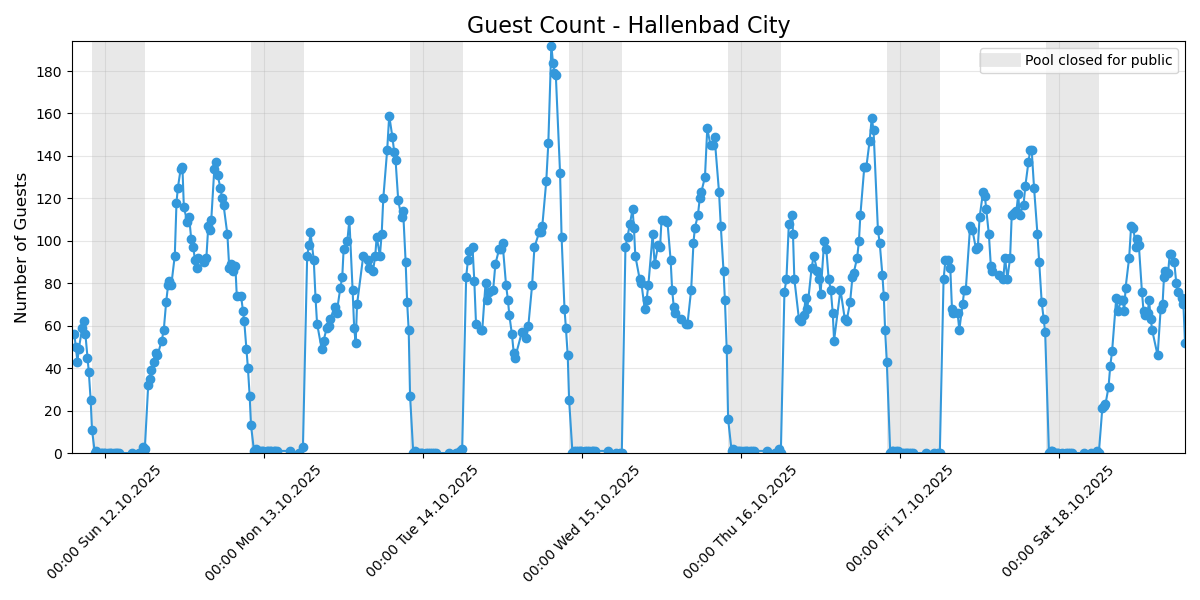 Guest Count - Hallenbad City
Pool closed for public
Number of Guests
180
160
140
120
100
80
60
40
20
0
00:00 Sun 12.10.2025
00:00 Mon 13.10.2025
00:00 Tue 14.10.2025
00:00 Wed 15.10.2025
00:00 Thu 16.10.2025
00:00 Fri 17.10.2025
00:00 Sat 18.10.2025